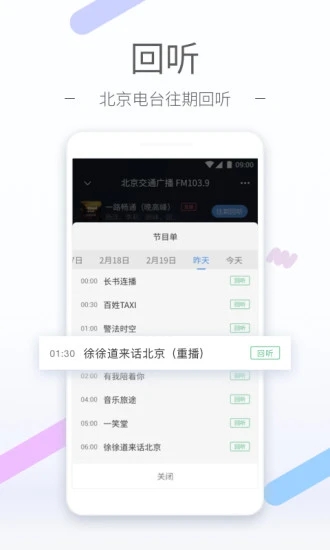 回听
北京电台往期回听
09:00
北京交通广播 FM103.9
一路畅通（晚高峰）
往期回听
节目单
7日 2月18日 2月19日 昨天 今天
00:00 长书连播 回听
00:00 百姓TAXI 回听
警法时空 回听
01:30 徐徐道来话北京（重播） 回听
02:00 有我陪着你 回听
04:00 音乐旅途 回听
05:00 一笑堂 回听
06:00 徐徐道来话北京 回听
关闭